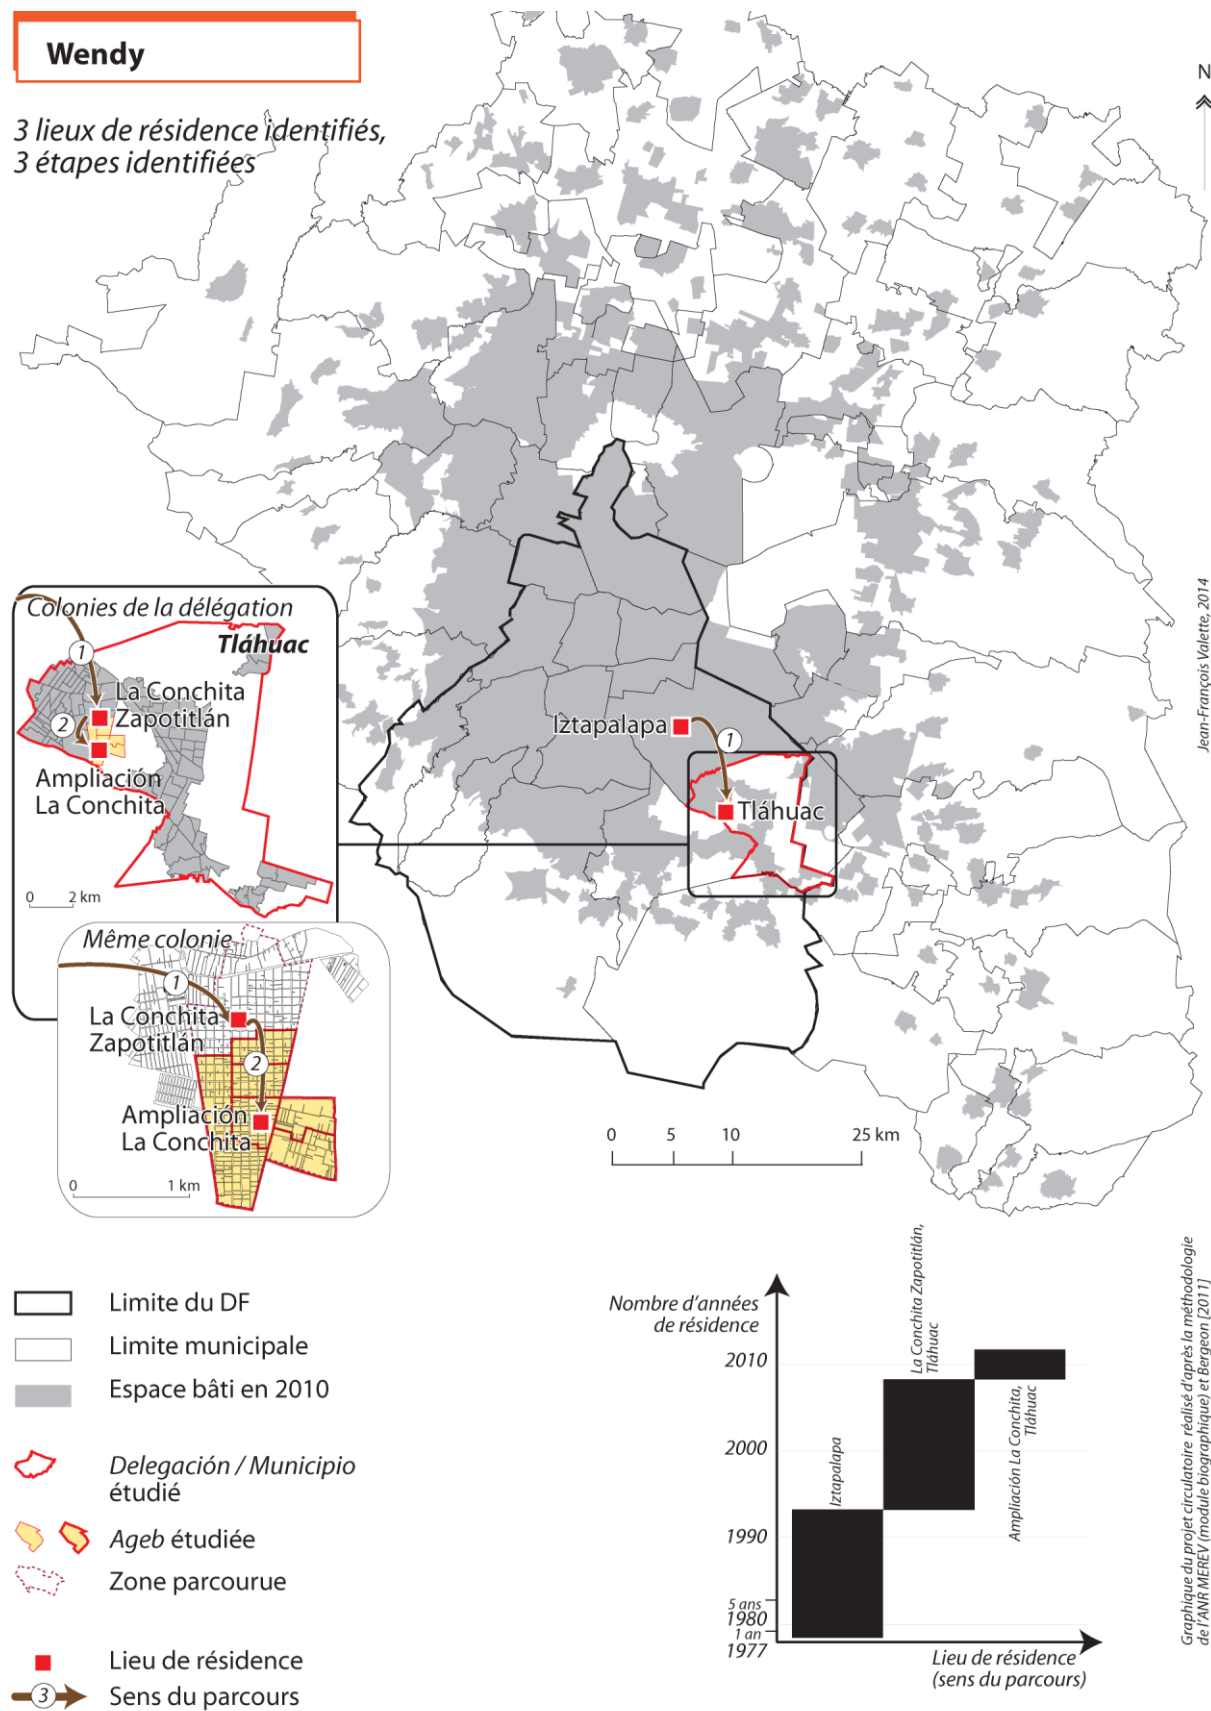 Wendy
3 lieux de résidence identifiés,
3 étapes identifiées
N
Jean-François Valette, 2014
Colonies de la délégation
Tláhuac
1
La Conchita
Zapotitlán
2
Ampliación
La Conchita
0 2 km
Iztapalapa
1
Tláhuac
Même colonie
1
La Conchita
Zapotitlán
2
Ampliación
La Conchita
0 1 km
0 5 10 25 km
Limite du DF
Limite municipale
Espace bâti en 2010
Delegación / Municipio
étudié
Ageb étudiée
Zone parcourue
Lieu de résidence
3
Sens du parcours
Nombre d'années
de résidence
2010
2000
1990
5 ans
1980
1 an
1977
Iztapalapa
La Conchita Zapotitlán,
Tláhuac
Ampliación La Conchita,
Tláhuac
Lieu de résidence
(sens du parcours)
Graphique du projet circulatoire réalisé d'après la méthodologie
de l'ANR MEREV (module biographique) et Bergeon [2011]